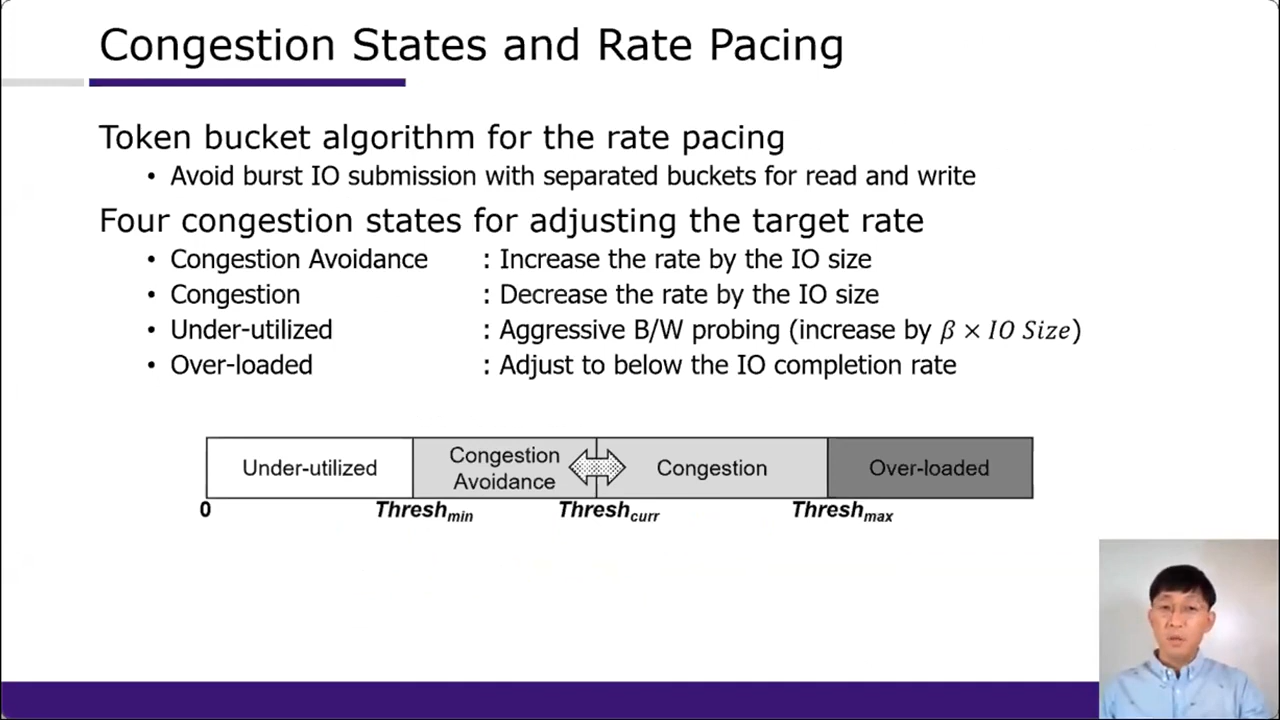 Congestion States and Rate Pacing
Token bucket algorithm for the rate pacing
• Avoid burst IO submission with separated buckets for read and write
Four congestion states for adjusting the target rate
• Congestion Avoidance : Increase the rate by the IO size
• Congestion : Decrease the rate by the IO size
• Under-utilized : Aggressive B/W probing (increase by β × IO Size)
• Over-loaded : Adjust to below the IO completion rate
Under-utilized
Congestion
Avoidance
Congestion
Over-loaded
0
Thresh_min
Thresh_curr
Thresh_max